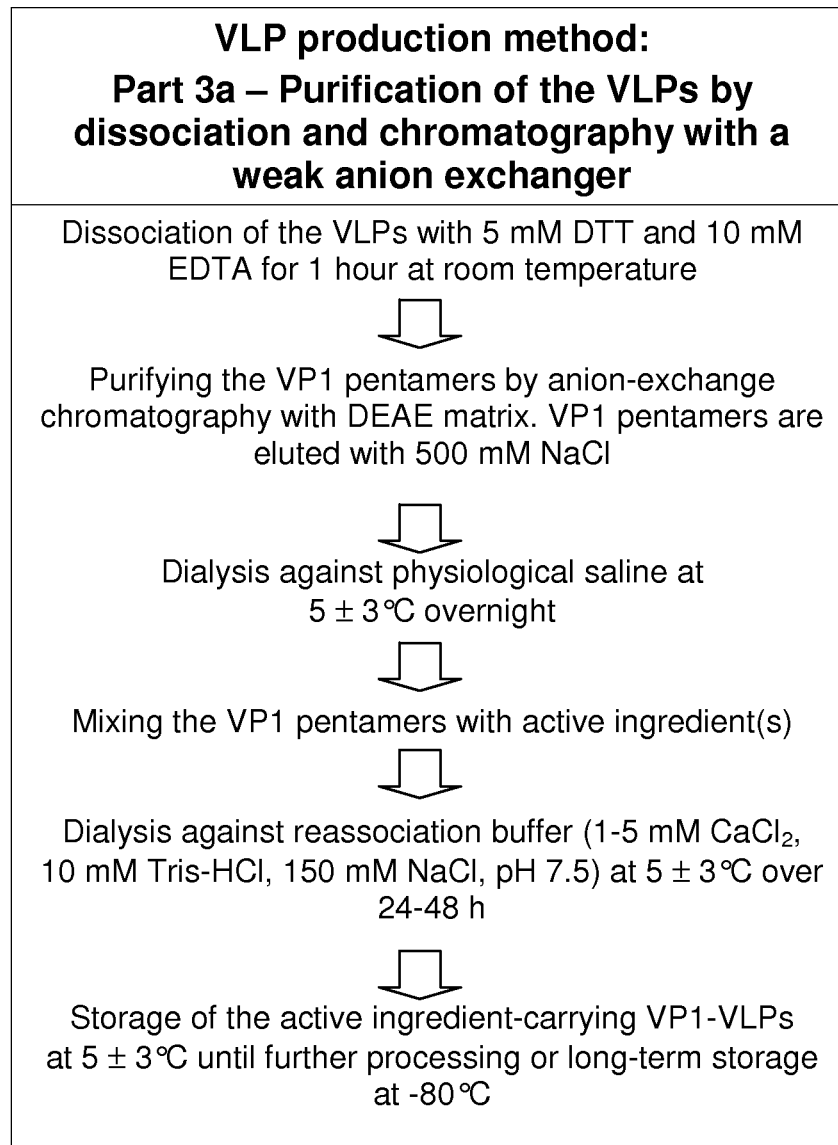 VLP production method:
Part 3a – Purification of the VLPs by
dissociation and chromatography with a
weak anion exchanger
Dissociation of the VLPs with 5 mM DTT and 10 mM
EDTA for 1 hour at room temperature
Purifying the VP1 pentamers by anion-exchange
chromatography with DEAE matrix. VP1 pentamers are
eluted with 500 mM NaCl
Dialysis against physiological saline at
5 ± 3°C overnight
Mixing the VP1 pentamers with active ingredient(s)
Dialysis against reassociation buffer (1-5 mM CaCl₂,
10 mM Tris-HCl, 150 mM NaCl, pH 7.5) at 5 ± 3°C over
24-48 h
Storage of the active ingredient-carrying VP1-VLPs
at 5 ± 3°C until further processing or long-term storage
at -80°C